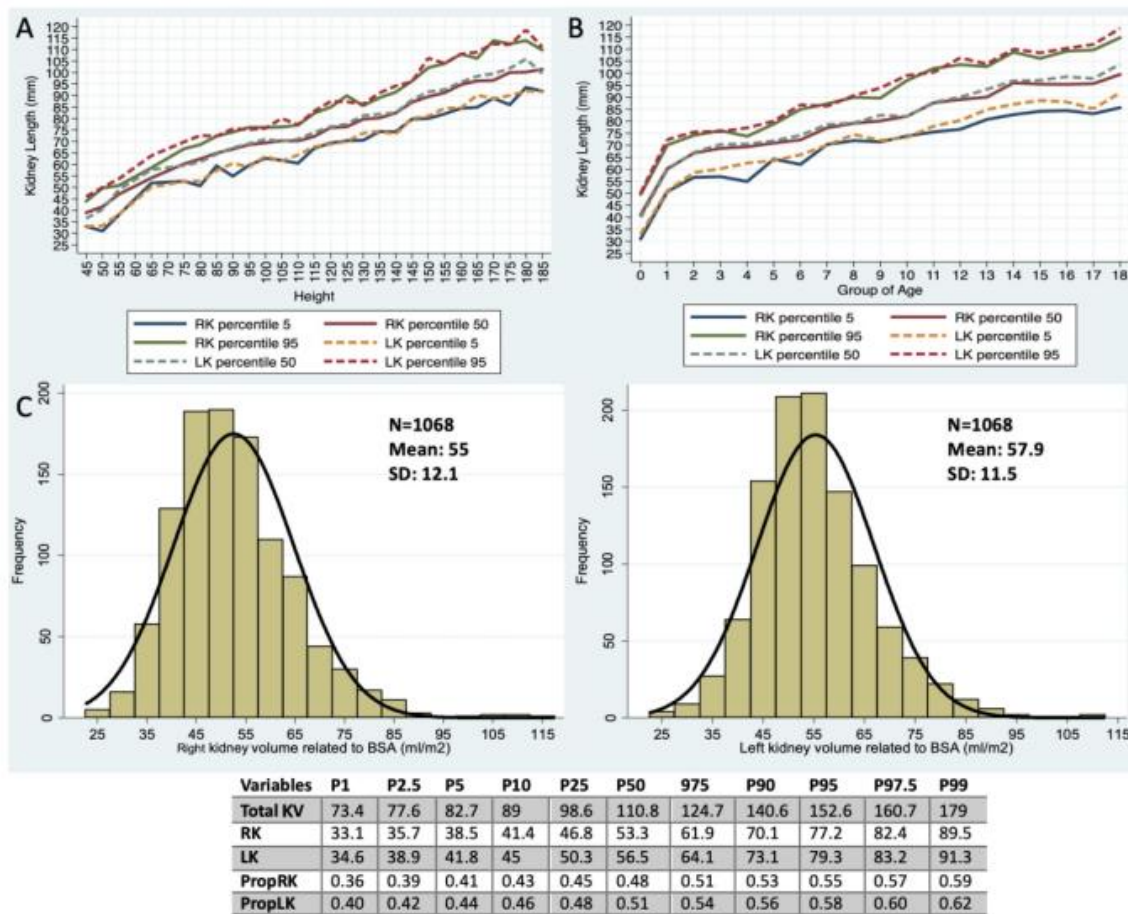 A
Kidney Length (mm)
120
115
110
105
100
95
90
85
80
75
70
65
60
55
50
45
40
35
30
25
45 50 55 60 65 70 75 80 85 90 95 100 105 110 115 120 125 130 135 140 145 150 155 160 165 170 175 180 185
Height
RK percentile 5 RK percentile 50
RK percentile 95 LK percentile 5
LK percentile 50 LK percentile 95
B
Kidney Length (mm)
120
115
110
105
100
95
90
85
80
75
70
65
60
55
50
45
40
35
30
25
0 1 2 3 4 5 6 7 8 9 10 11 12 13 14 15 16 17 18
Group of Age
RK percentile 5 RK percentile 50
RK percentile 95 LK percentile 5
LK percentile 50 LK percentile 95
C
Frequency
200
150
100
50
0
N=1068
Mean: 55
SD: 12.1
25 35 45 55 65 75 85 95 105 115
Right kidney volume related to BSA (ml/m2)
Frequency
200
150
100
50
0
N=1068
Mean: 57.9
SD: 11.5
25 35 45 55 65 75 85 95 105 115
Left kidney volume related to BSA (ml/m2)
Variables P1 P2.5 P5 P10 P25 P50 975 P90 P95 P97.5 P99
Total KV 73.4 77.6 82.7 89 98.6 110.8 124.7 140.6 152.6 160.7 179
RK 33.1 35.7 38.5 41.4 46.8 53.3 61.9 70.1 77.2 82.4 89.5
LK 34.6 38.9 41.8 45 50.3 56.5 64.1 73.1 79.3 83.2 91.3
PropRK 0.36 0.39 0.41 0.43 0.45 0.48 0.51 0.53 0.55 0.57 0.59
PropLK 0.40 0.42 0.44 0.46 0.48 0.51 0.54 0.56 0.58 0.60 0.62